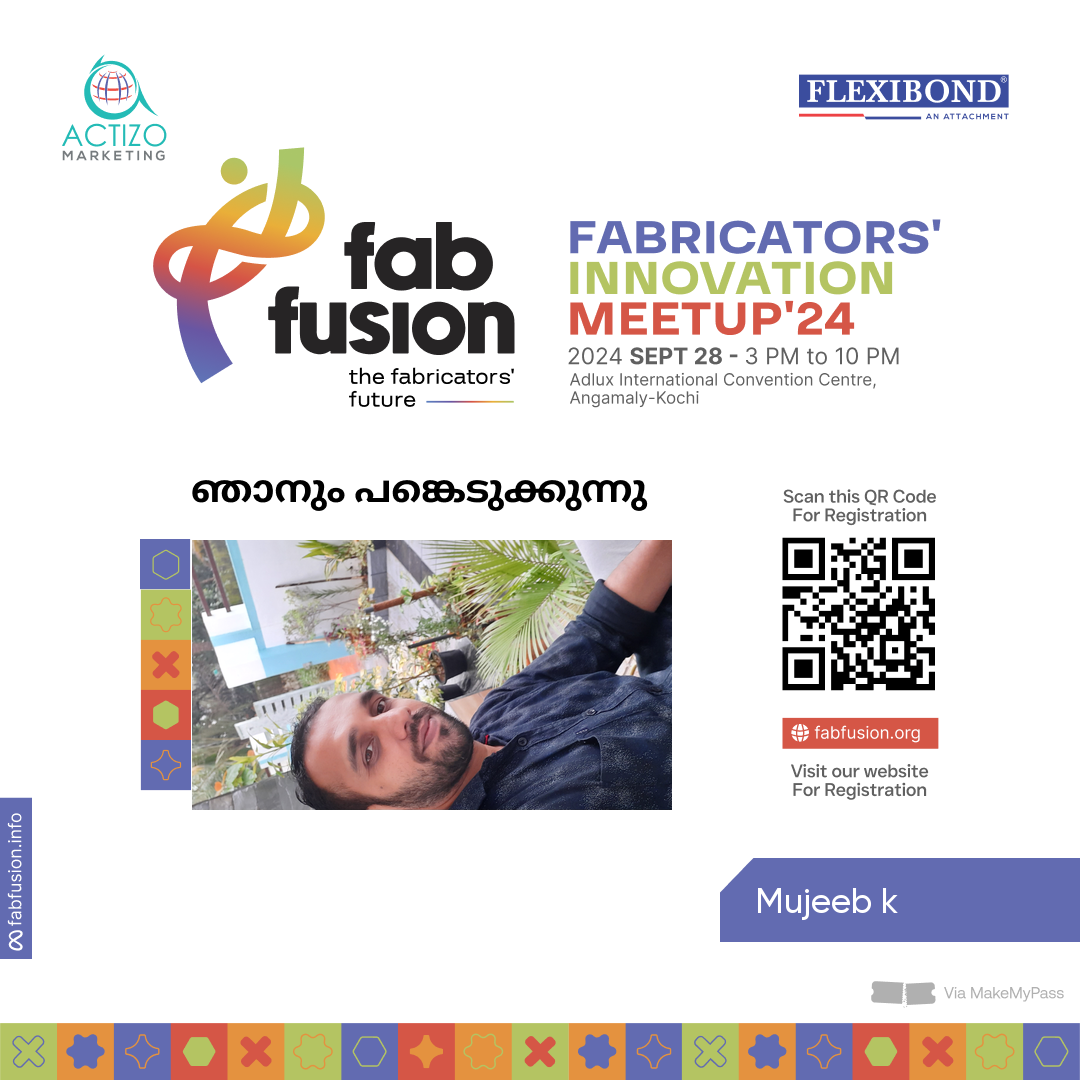 ACTIZO
MARKETING
FLEXIBOND®
AN ATTACHMENT
fab
fusion
the fabricators'
future
FABRICATORS'
INNOVATION
MEETUP'24
2024 SEPT 28 - 3 PM to 10 PM
Adlux International Convention Centre,
Angamaly-Kochi
ഞാനും പങ്കെടുക്കുന്നു
Scan this QR Code
For Registration
fabfusion.org
Visit our website
For Registration
fabfusion.info
Mujeeb k
Via MakeMyPass